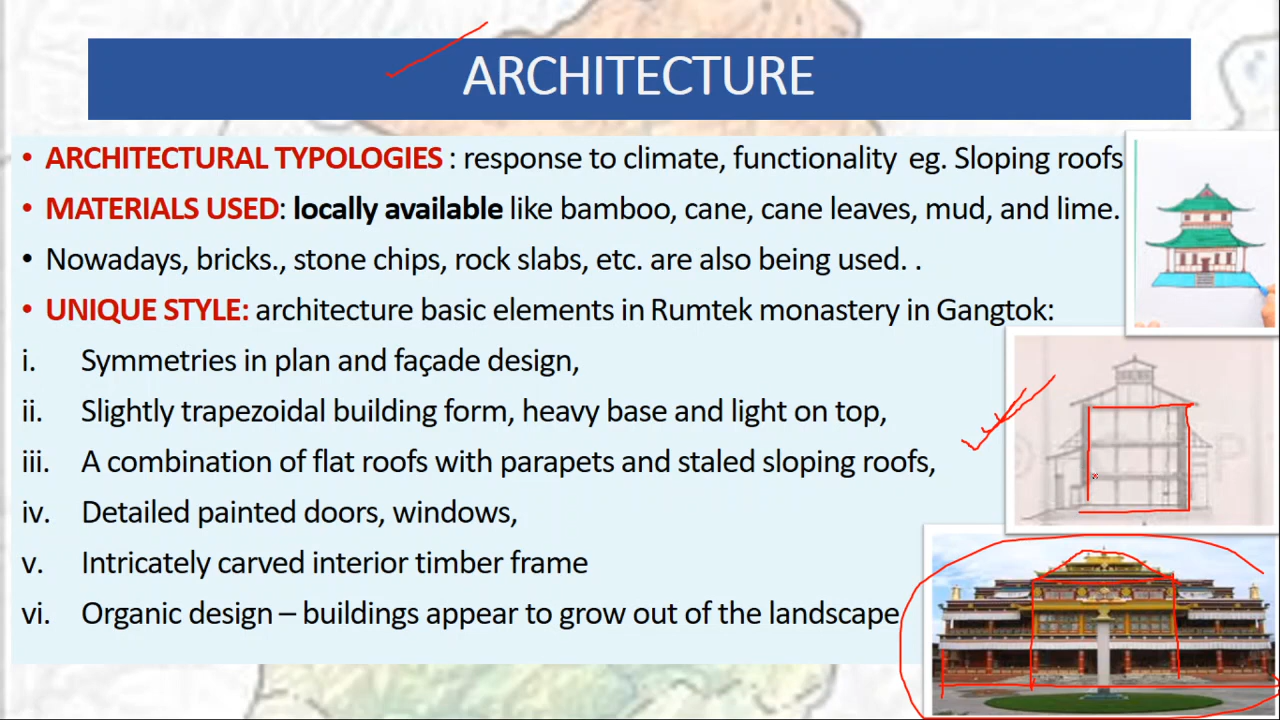 ARCHITECTURE
• ARCHITECTURAL TYPOLOGIES : response to climate, functionality eg. Sloping roofs
• MATERIALS USED: locally available like bamboo, cane, cane leaves, mud, and lime.
• Nowadays, bricks., stone chips, rock slabs, etc. are also being used. .
• UNIQUE STYLE: architecture basic elements in Rumtek monastery in Gangtok:
i. Symmetries in plan and façade design,
ii. Slightly trapezoidal building form, heavy base and light on top,
iii. A combination of flat roofs with parapets and staled sloping roofs,
iv. Detailed painted doors, windows,
v. Intricately carved interior timber frame
vi. Organic design – buildings appear to grow out of the landscape